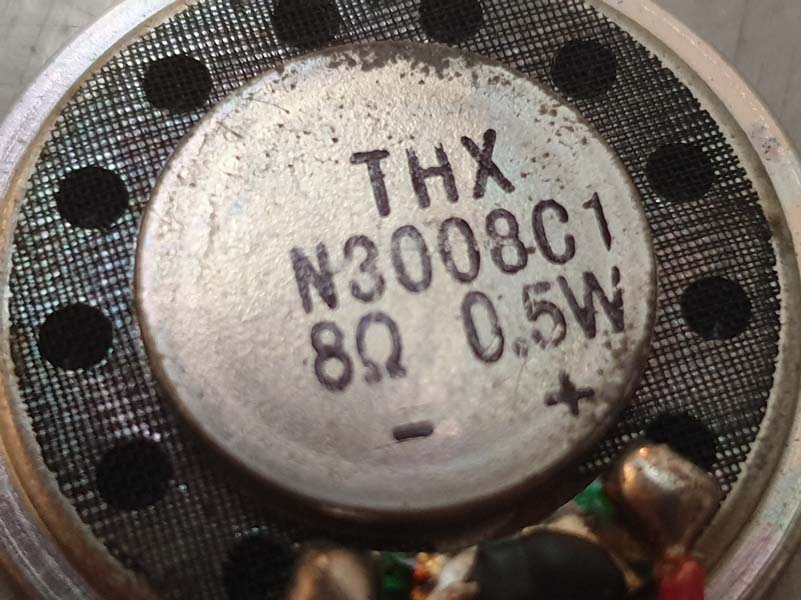 THX
N3008C1
8Ω 0.5W
- +